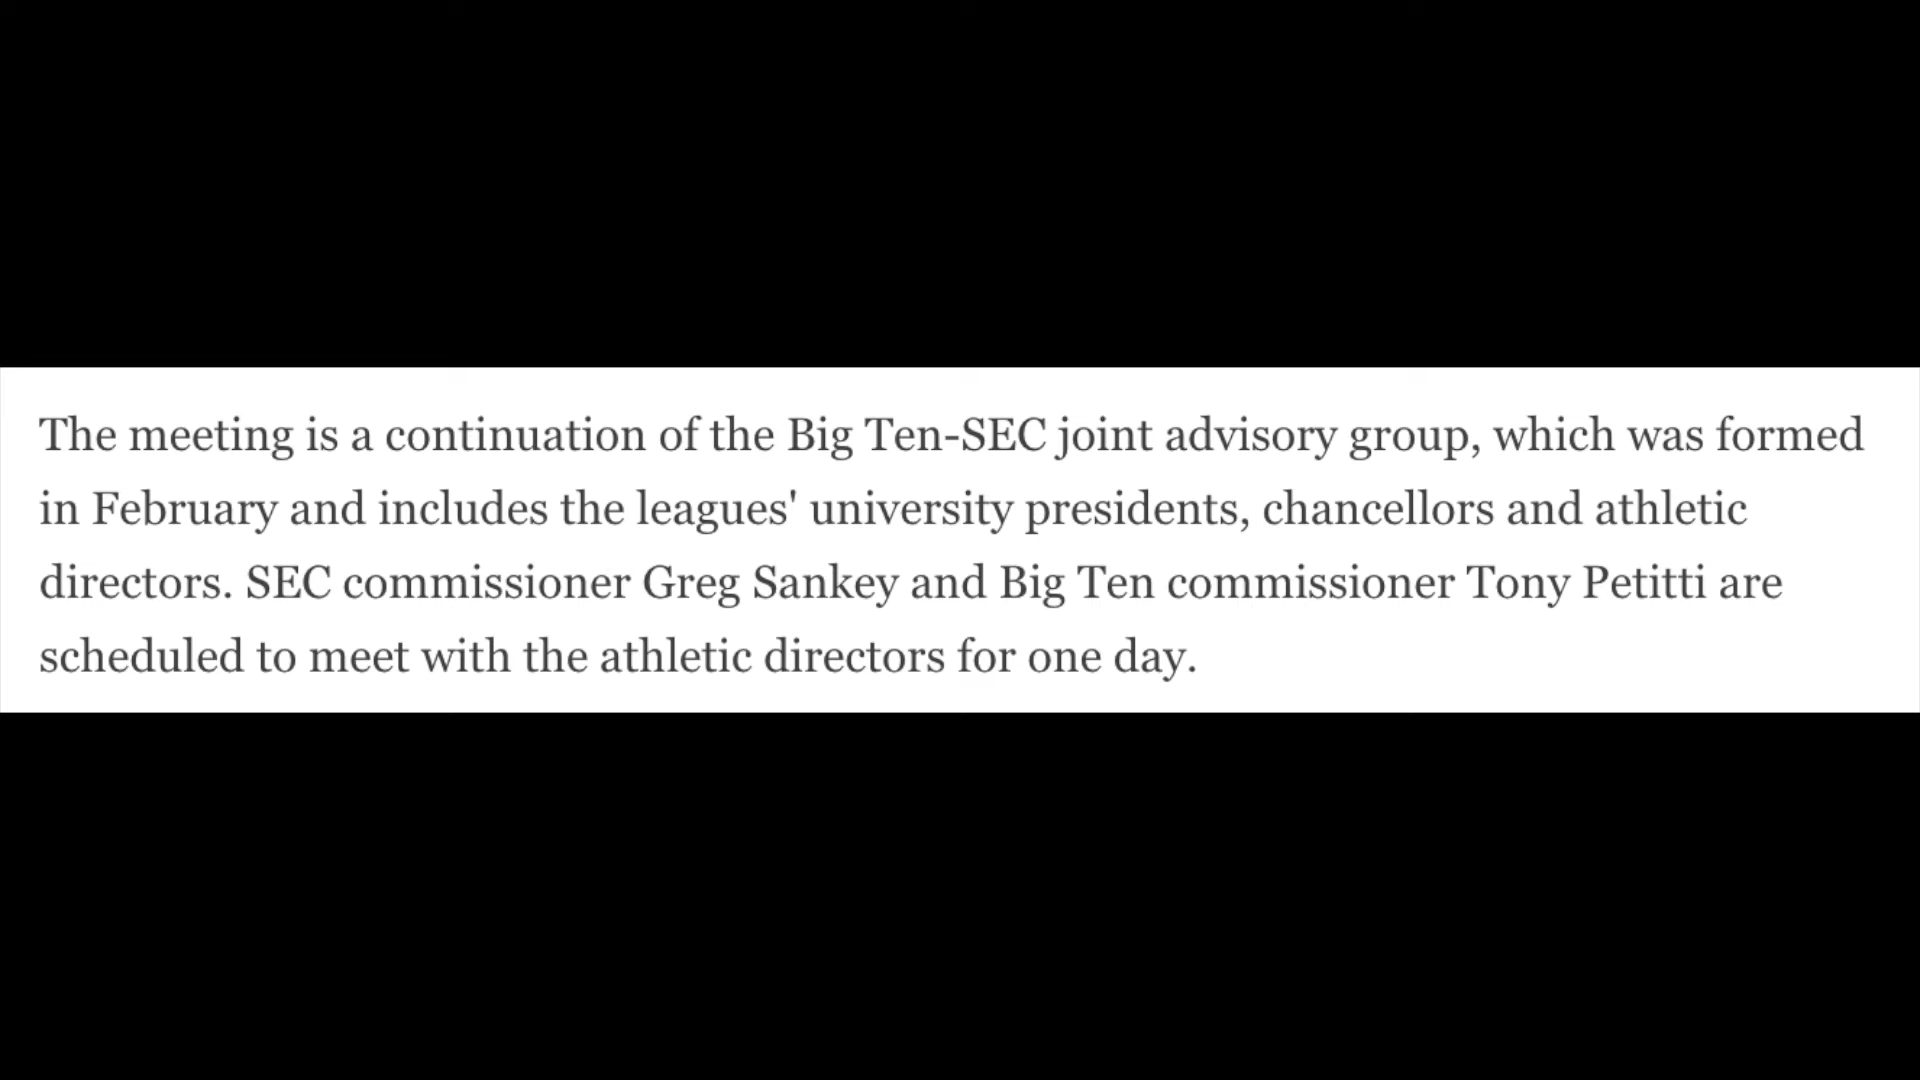 The meeting is a continuation of the Big Ten-SEC joint advisory group, which was formed
in February and includes the leagues' university presidents, chancellors and athletic
directors. SEC commissioner Greg Sankey and Big Ten commissioner Tony Petitti are
scheduled to meet with the athletic directors for one day.